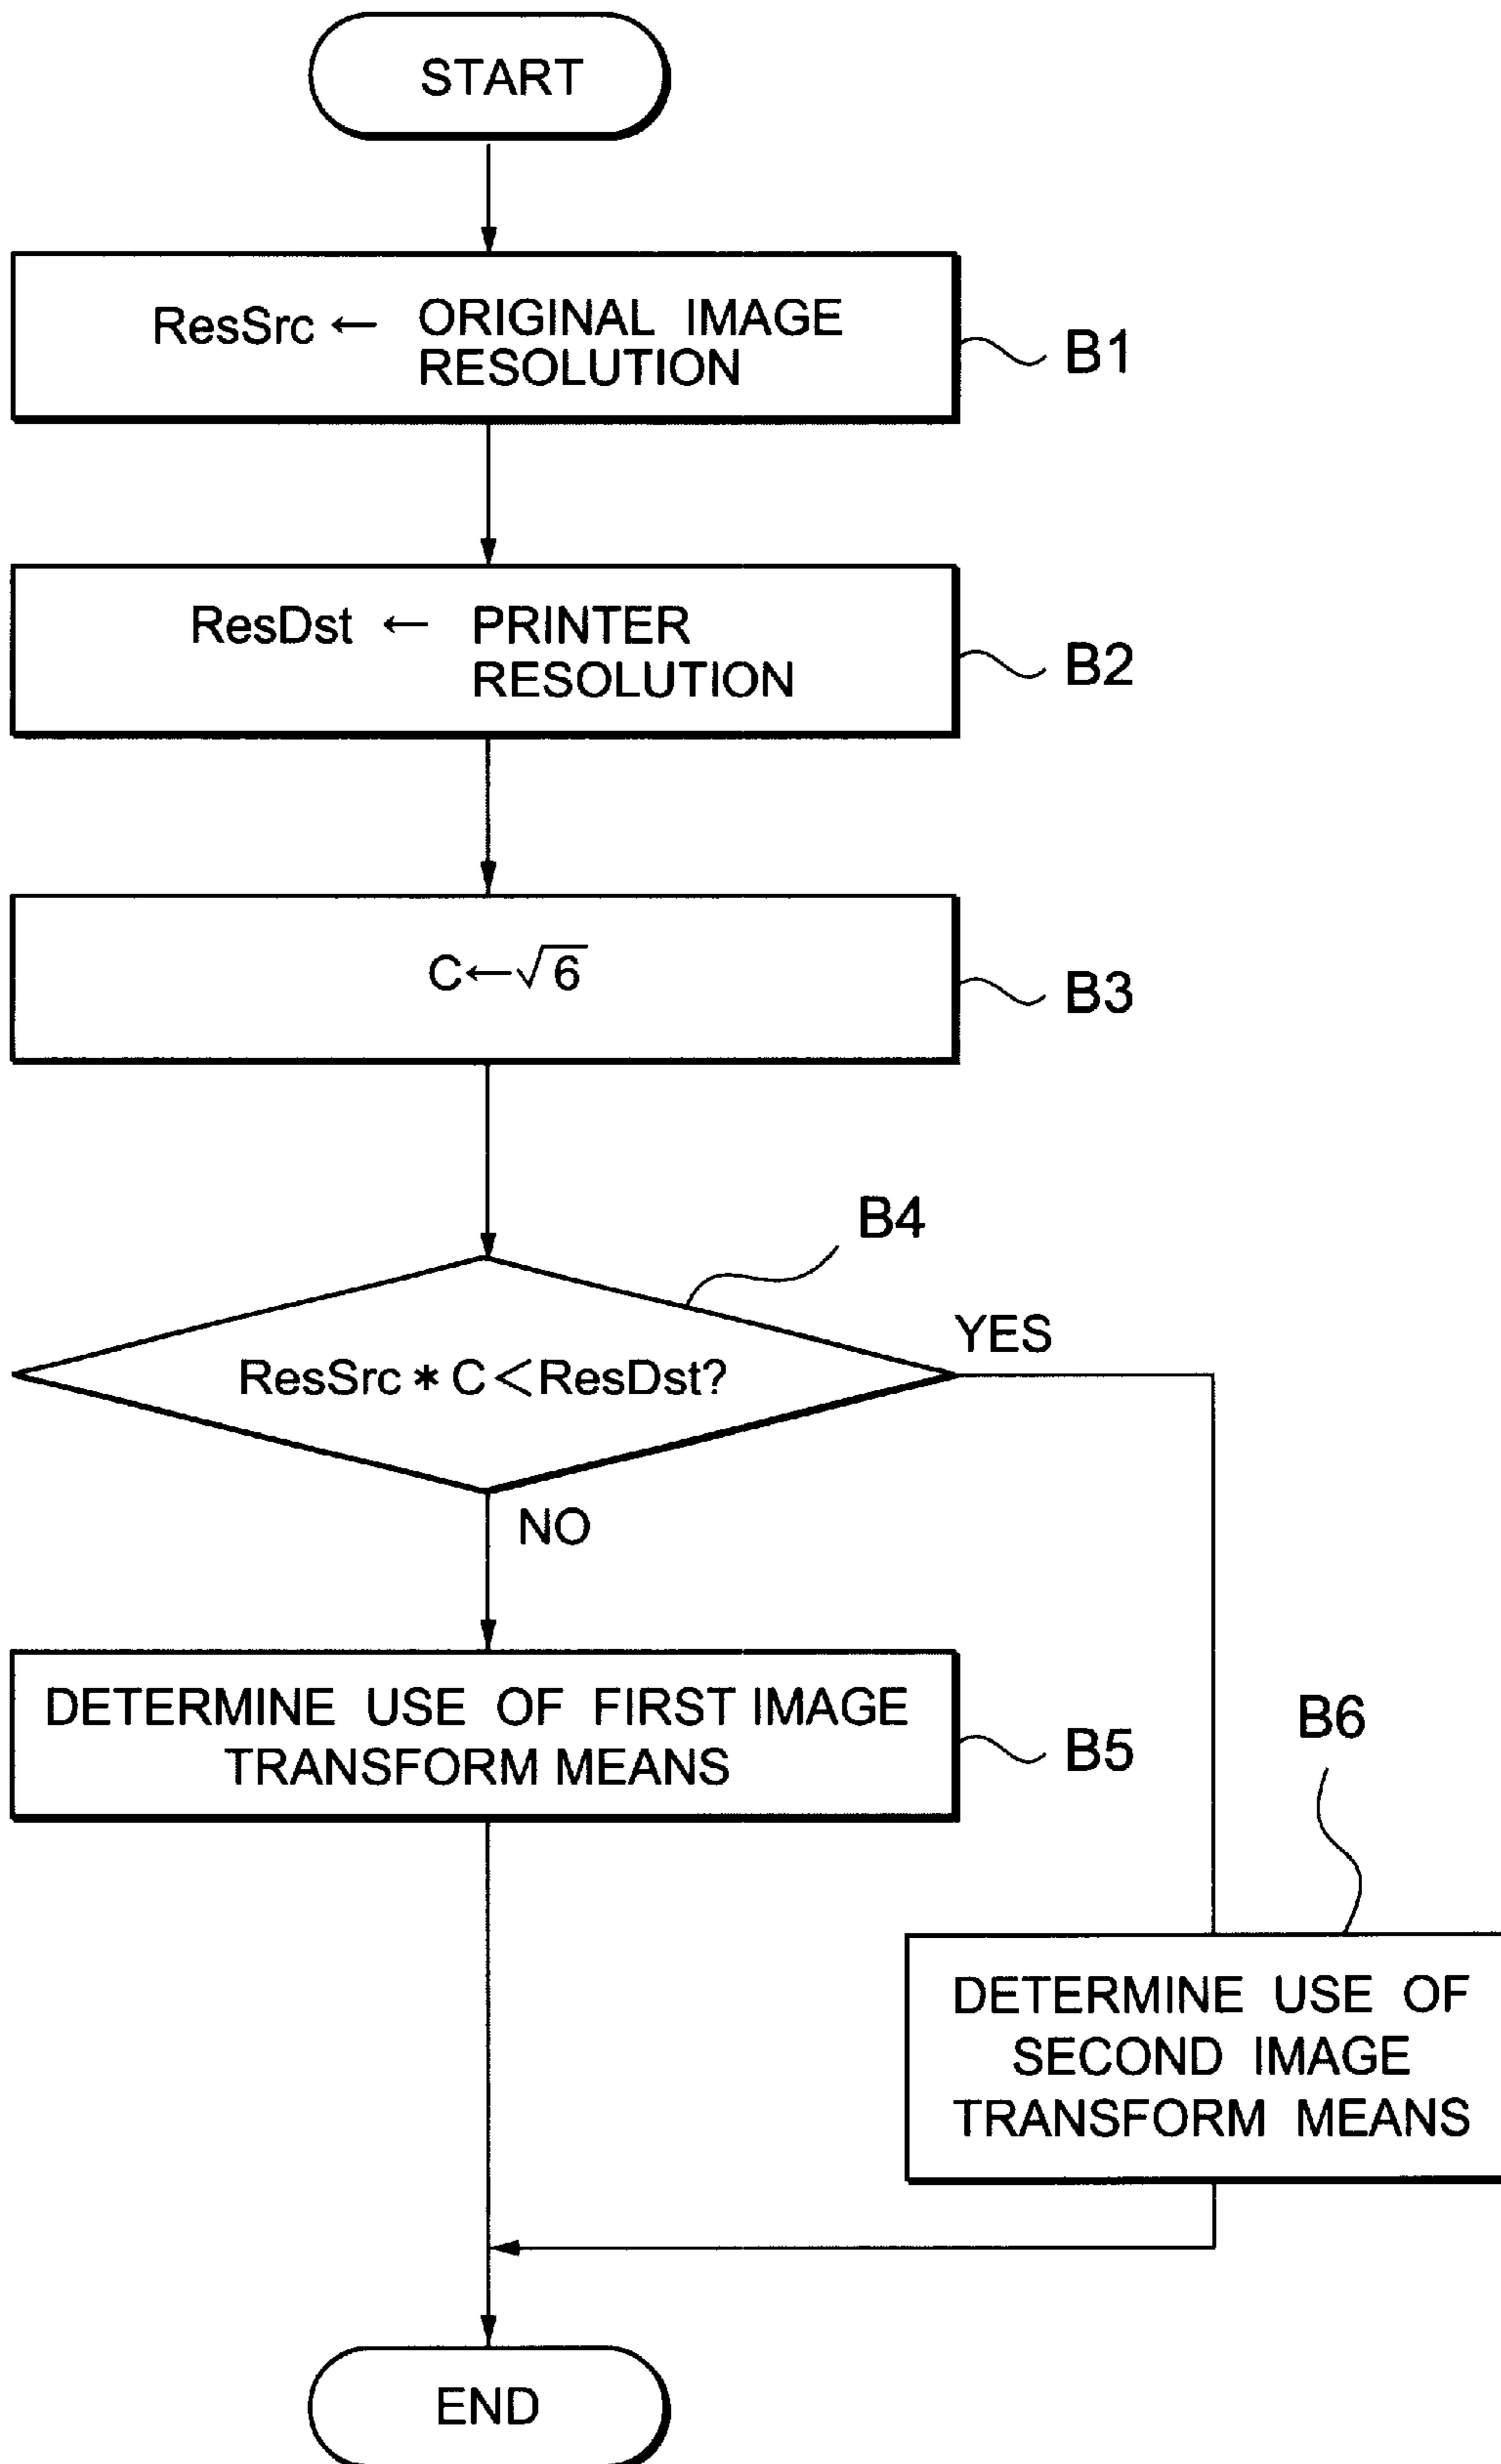 START
ResSrc ← ORIGINAL IMAGE
RESOLUTION
B1
ResDst ← PRINTER
RESOLUTION
B2
C←√6
B3
B4
ResSrc * C<ResDst?
YES
NO
DETERMINE USE OF FIRST IMAGE
TRANSFORM MEANS
B5
B6
DETERMINE USE OF
SECOND IMAGE
TRANSFORM MEANS
END